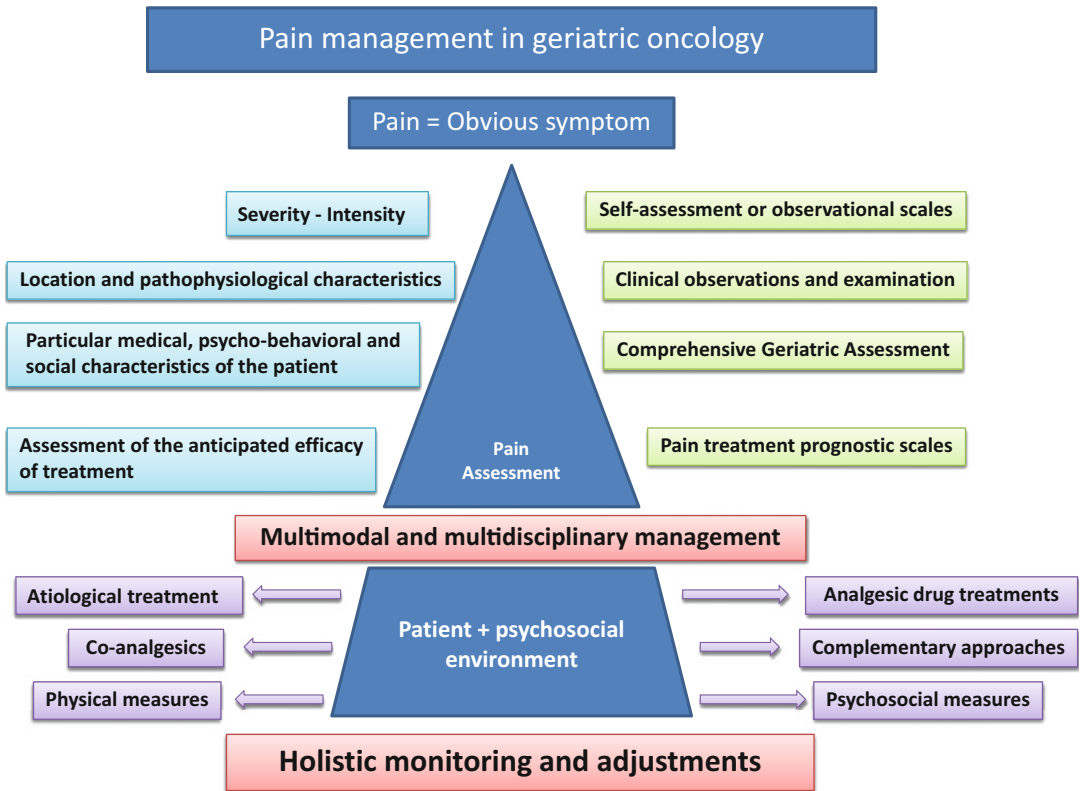 Pain management in geriatric oncology
Pain = Obvious symptom
Severity - Intensity
Self-assessment or observational scales
Location and pathophysiological characteristics
Clinical observations and examination
Particular medical, psycho-behavioral and
social characteristics of the patient
Comprehensive Geriatric Assessment
Assessment of the anticipated efficacy
of treatment
Pain treatment prognostic scales
Pain
Assessment
Multimodal and multidisciplinary management
Atiological treatment
Analgesic drug treatments
Patient + psychosocial
environment
Co-analgesics
Complementary approaches
Physical measures
Psychosocial measures
Holistic monitoring and adjustments